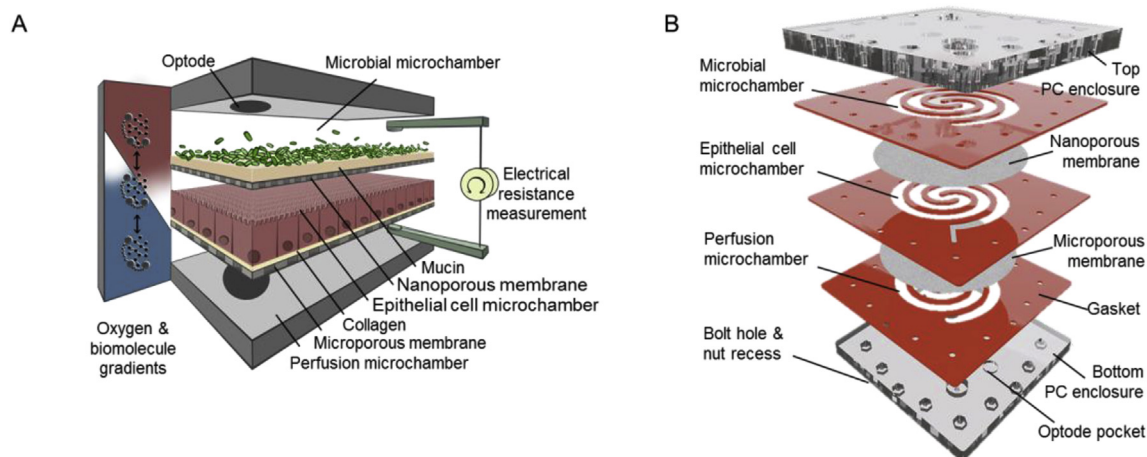 A
Optode
Microbial microchamber
Electrical
resistance
measurement
Mucin
Nanoporous membrane
Epithelial cell microchamber
Collagen
Microporous membrane
Perfusion microchamber
Oxygen &
biomolecule
gradients
B
Top
PC enclosure
Microbial
microchamber
Nanoporous
membrane
Epithelial cell
microchamber
Microporous
membrane
Perfusion
microchamber
Gasket
Bolt hole &
nut recess
Bottom
PC enclosure
Optode pocket